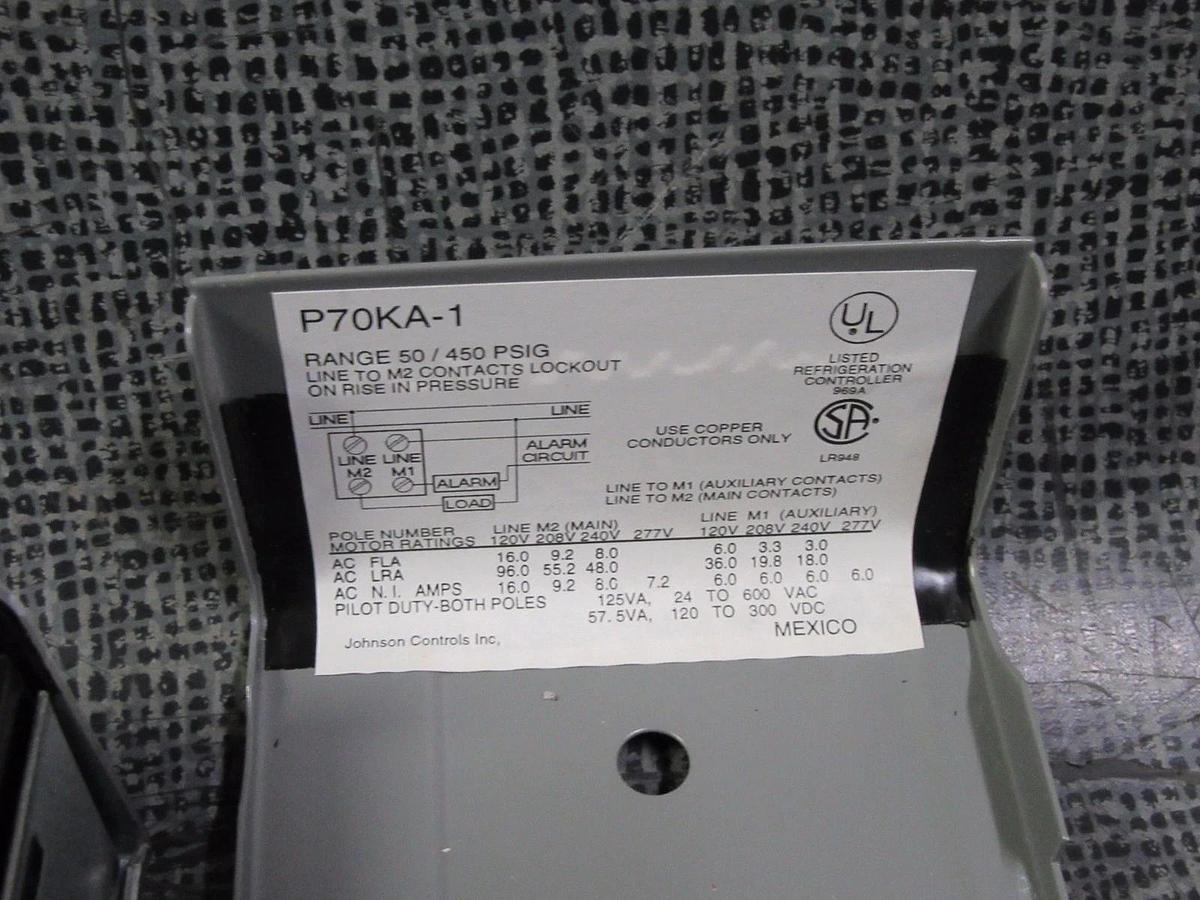 P70KA-1
UL
RANGE 50 / 450 PSIG
LINE TO M2 CONTACTS LOCKOUT
ON RISE IN PRESSURE
LISTED
REFRIGERATION
CONTROLLER
969A
SA
LR948
USE COPPER
CONDUCTORS ONLY
LINE LINE
LINE LINE
M2 M1
ALARM
CIRCUIT
ALARM
LOAD
LINE TO M1 (AUXILIARY CONTACTS)
LINE TO M2 (MAIN CONTACTS)
POLE NUMBER LINE M2 (MAIN) LINE M1 (AUXILIARY)
MOTOR RATINGS 120V 208V 240V 277V 120V 208V 240V 277V
AC FLA 16.0 9.2 8.0 6.0 3.3 3.0
AC LRA 96.0 55.2 48.0 36.0 19.8 18.0
AC N.I. AMPS 16.0 9.2 8.0 7.2 6.0 6.0 6.0 6.0
PILOT DUTY-BOTH POLES 125VA, 24 TO 600 VAC
57.5VA, 120 TO 300 VDC
Johnson Controls Inc,
MEXICO